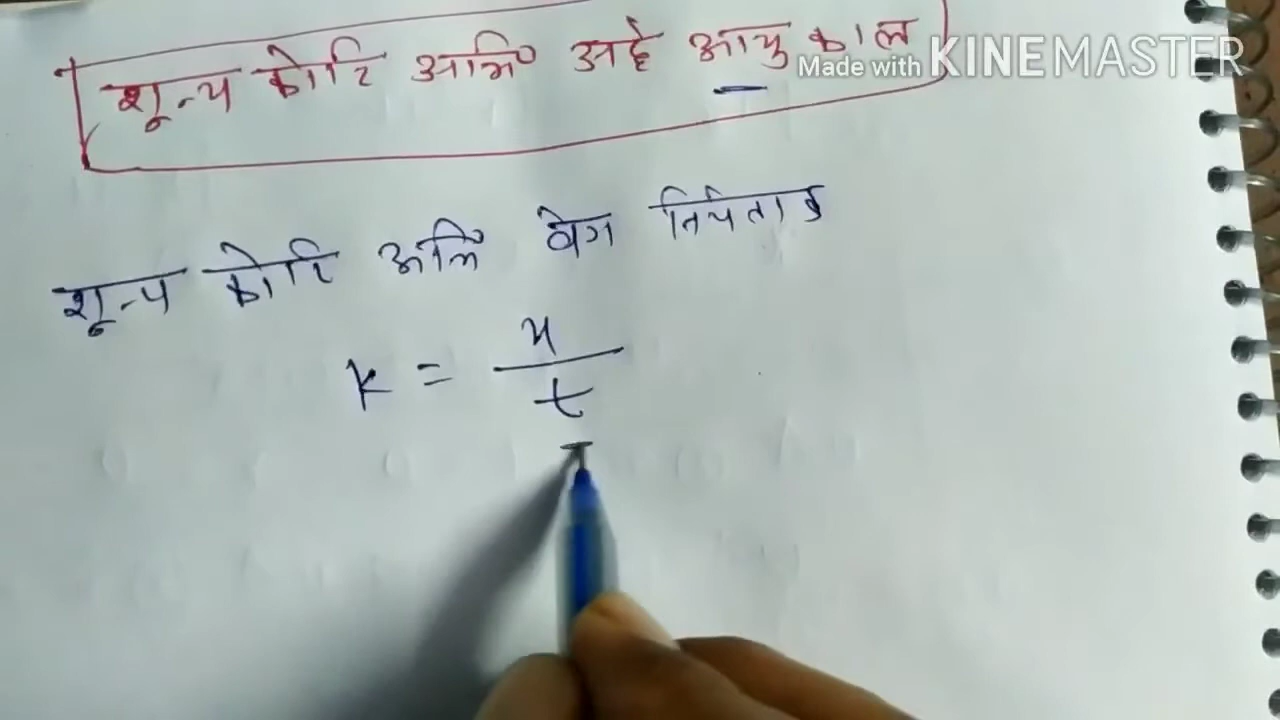 शून्य कोटि अभि० अर्द्ध आयु काल
Made with KINEMASTER
शून्य कोटि अभि० वेग नियतांक
K = x / t